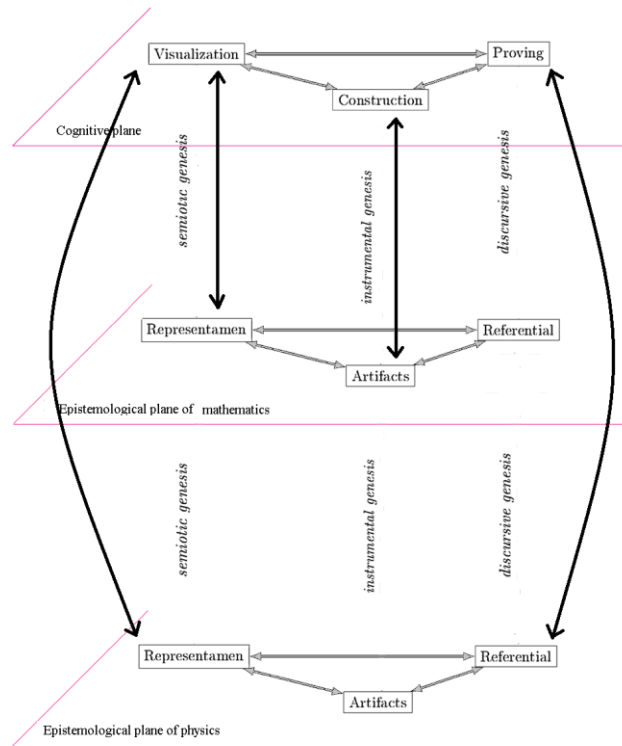 Visualization
Proving
Construction
Cognitive plane
semiotic genesis
instrumental genesis
discursive genesis
Representamen
Referential
Artifacts
Epistemological plane of mathematics
semiotic genesis
instrumental genesis
discursive genesis
Representamen
Referential
Artifacts
Epistemological plane of physics